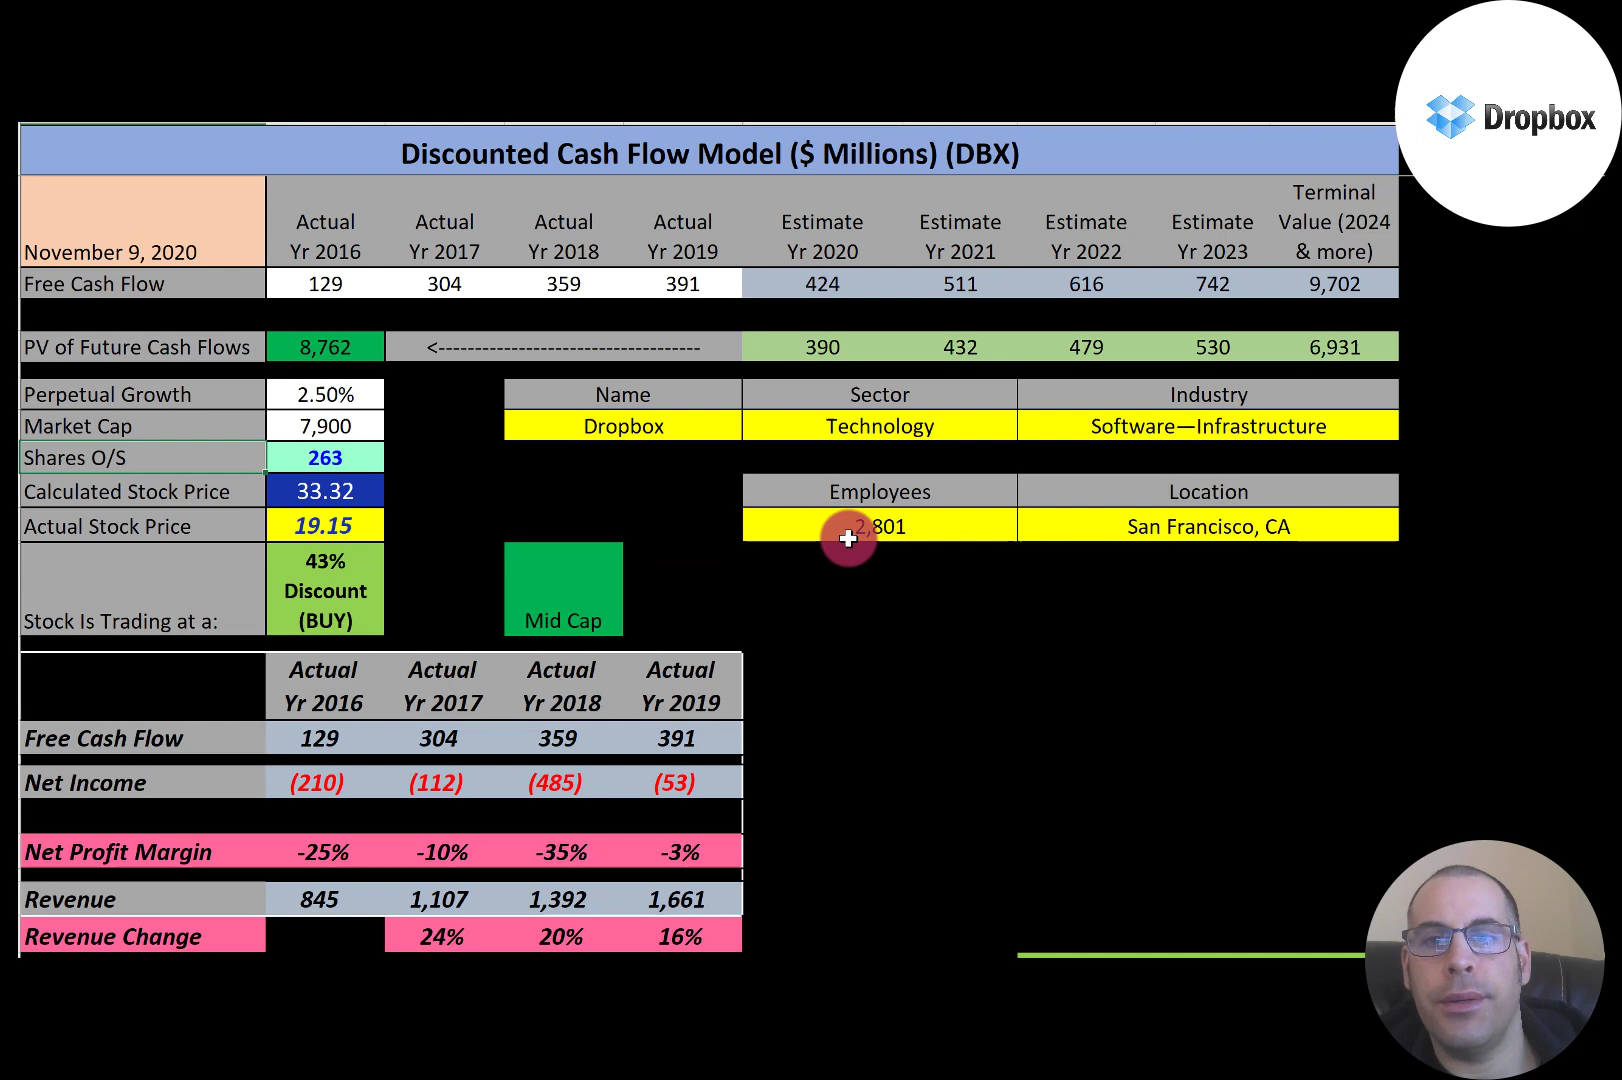 Dropbox
Discounted Cash Flow Model ($ Millions) (DBX)
November 9, 2020 Actual Yr 2016 Actual Yr 2017 Actual Yr 2018 Actual Yr 2019 Estimate Yr 2020 Estimate Yr 2021 Estimate Yr 2022 Estimate Yr 2023 Terminal Value (2024 & more)
Free Cash Flow 129 304 359 391 424 511 616 742 9,702
PV of Future Cash Flows 8,762 <------------------------------------ 390 432 479 530 6,931
Perpetual Growth 2.50% Name Sector Industry
Market Cap 7,900 Dropbox Technology Software—Infrastructure
Shares O/S 263
Calculated Stock Price 33.32 Employees Location
Actual Stock Price 19.15 2,801 San Francisco, CA
Stock Is Trading at a: 43% Discount (BUY) Mid Cap
Actual Yr 2016 Actual Yr 2017 Actual Yr 2018 Actual Yr 2019
Free Cash Flow 129 304 359 391
Net Income (210) (112) (485) (53)
Net Profit Margin -25% -10% -35% -3%
Revenue 845 1,107 1,392 1,661
Revenue Change 24% 20% 16%